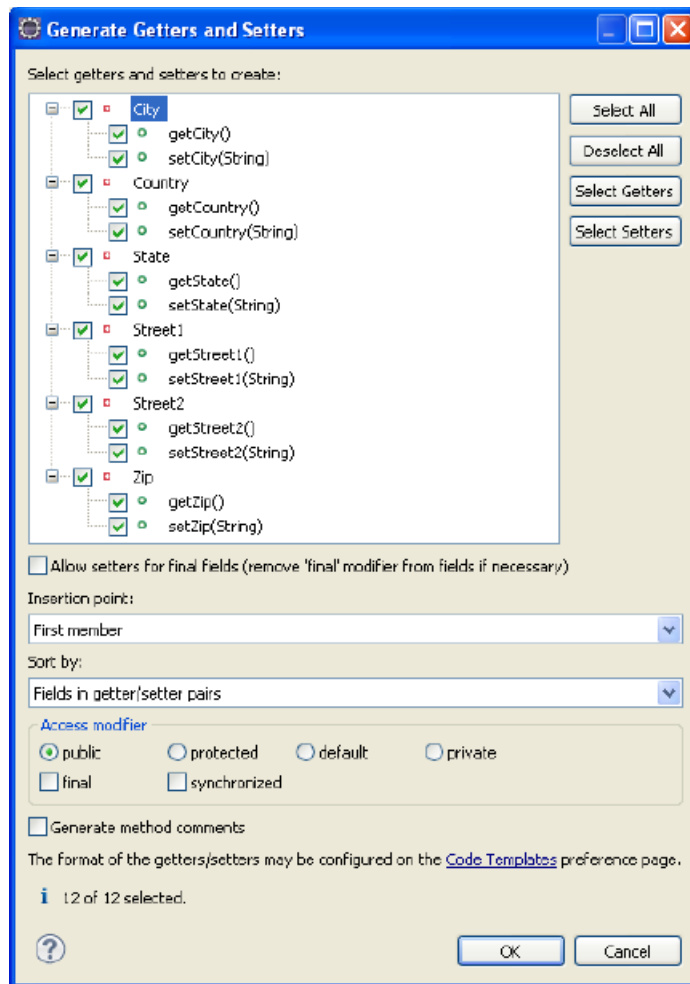 Generate Getters and Setters
Select getters and setters to create:
City
getCity()
setCity(String)
Country
getCountry()
setCountry(String)
State
getState()
setState(String)
Street1
getStreet1()
setStreet1(String)
Street2
getStreet2()
setStreet2(String)
Zip
getZip()
setZip(String)
Select All
Deselect All
Select Getters
Select Setters
Allow setters for final fields (remove 'final' modifier from fields if necessary)
Insertion point:
First member
Sort by:
Fields in getter/setter pairs
Access modifier
public protected default private
final synchronized
Generate method comments
The format of the getters/setters may be configured on the Code Templates preference page.
i 12 of 12 selected.
? OK Cancel